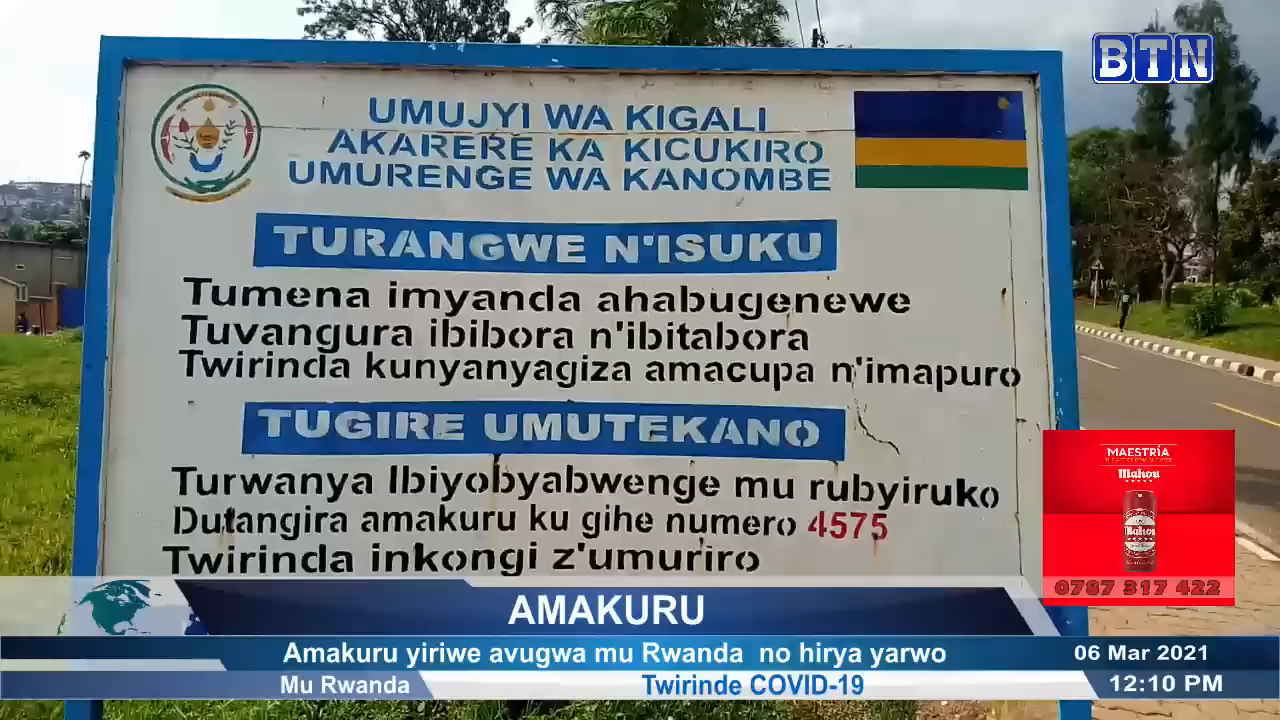 BTN
UMUJYI WA KIGALI
AKARERE KA KICUKIRO
UMURENGE WA KANOMBE
TURANGWE N'ISUKU
Tumena imyanda ahabugenewe
Tuvangura ibibora n'ibitabora
Twirinda kunyanyagiza amacupa n'imapuro
TUGIRE UMUTEKANO
Turwanya Ibiyobyabwenge mu rubyiruko
Dutangira amakuru ku gihe numero 4575
Twirinda inkongi z'umuriro
MAESTRÍA
Mahou
Mahou
0787 317 422
AMAKURU
Amakuru yiriwe avugwa mu Rwanda no hirya yarwo
06 Mar 2021
Mu Rwanda
Twirinde COVID-19
12:10 PM